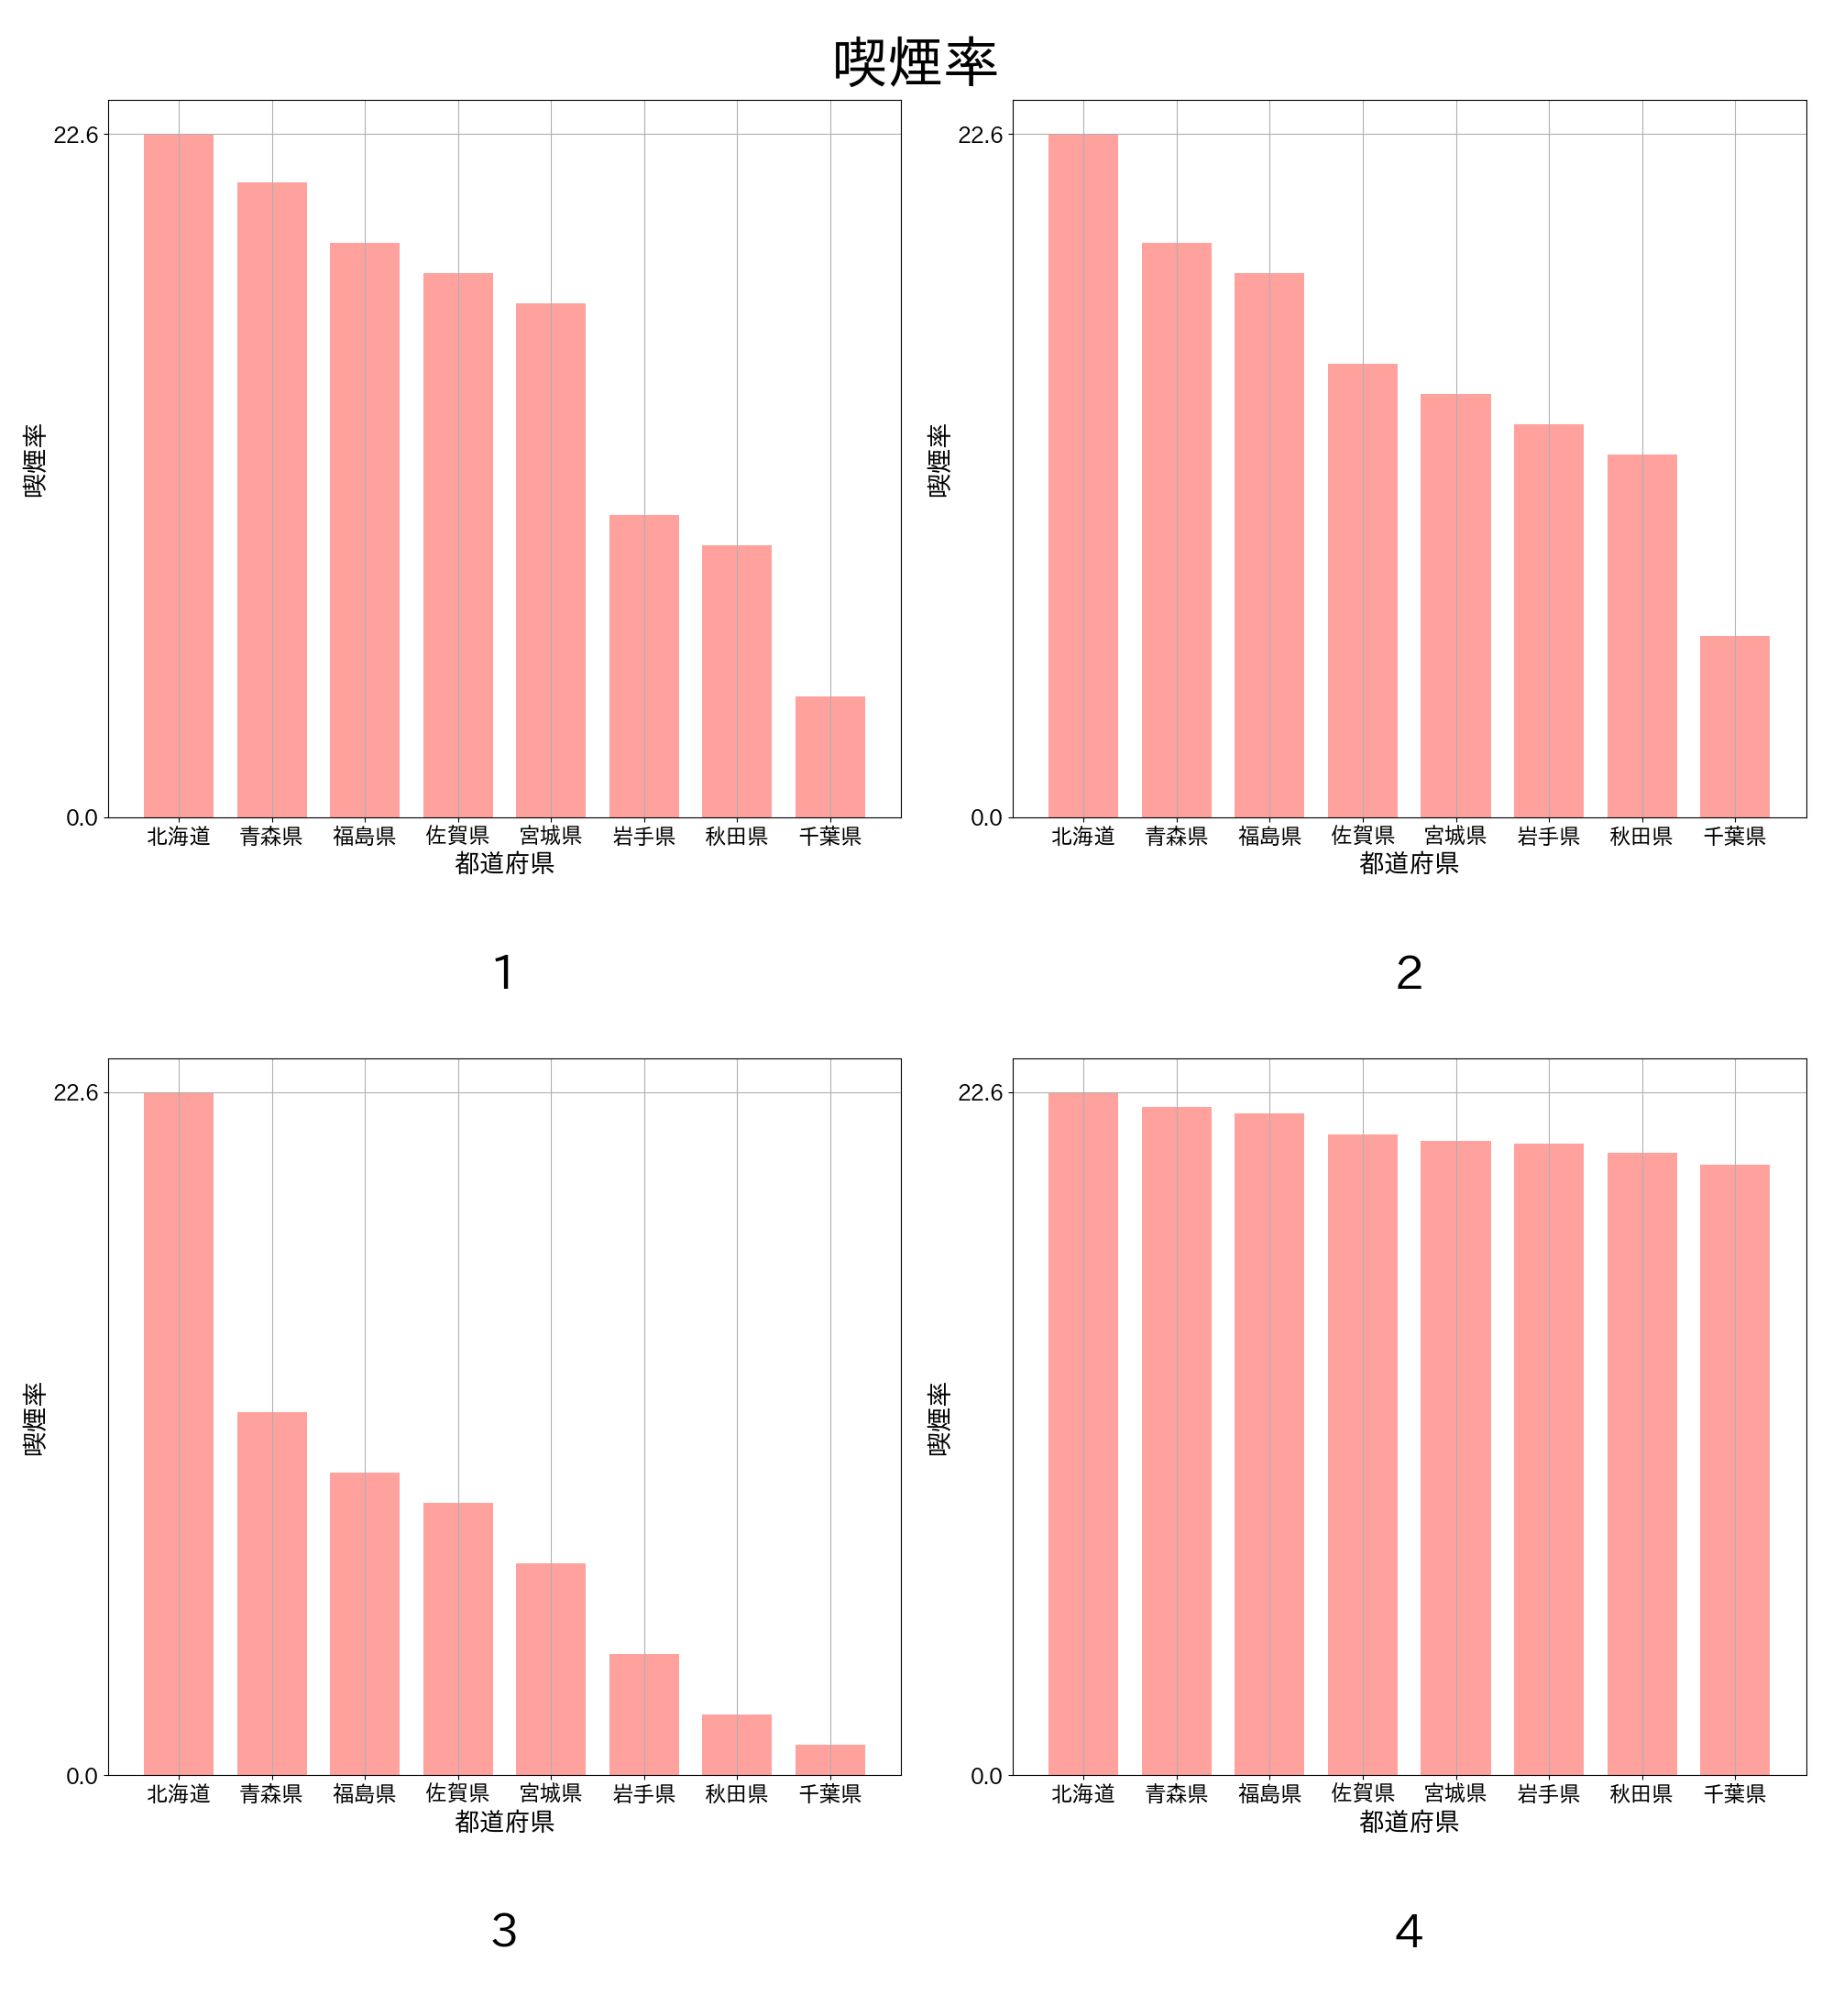 喫煙率
22.6
0.0
喫煙率
北海道 青森県 福島県 佐賀県 宮城県 岩手県 秋田県 千葉県
都道府県
1
22.6
0.0
喫煙率
北海道 青森県 福島県 佐賀県 宮城県 岩手県 秋田県 千葉県
都道府県
2
22.6
0.0
喫煙率
北海道 青森県 福島県 佐賀県 宮城県 岩手県 秋田県 千葉県
都道府県
3
22.6
0.0
喫煙率
北海道 青森県 福島県 佐賀県 宮城県 岩手県 秋田県 千葉県
都道府県
4